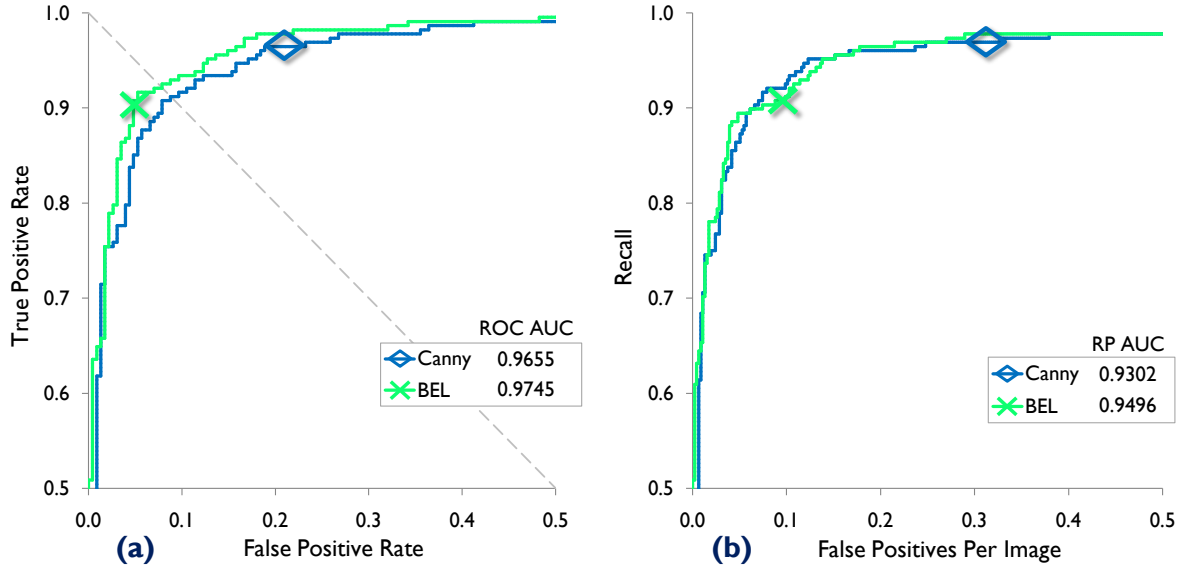 True Positive Rate
1.0
0.9
0.8
0.7
0.6
0.5
0.0
0.1
0.2
0.3
0.4
0.5
(a)
False Positive Rate
ROC AUC
Canny 0.9655
BEL 0.9745
Recall
1.0
0.9
0.8
0.7
0.6
0.5
0.0
0.1
0.2
0.3
0.4
0.5
(b)
False Positives Per Image
RP AUC
Canny 0.9302
BEL 0.9496